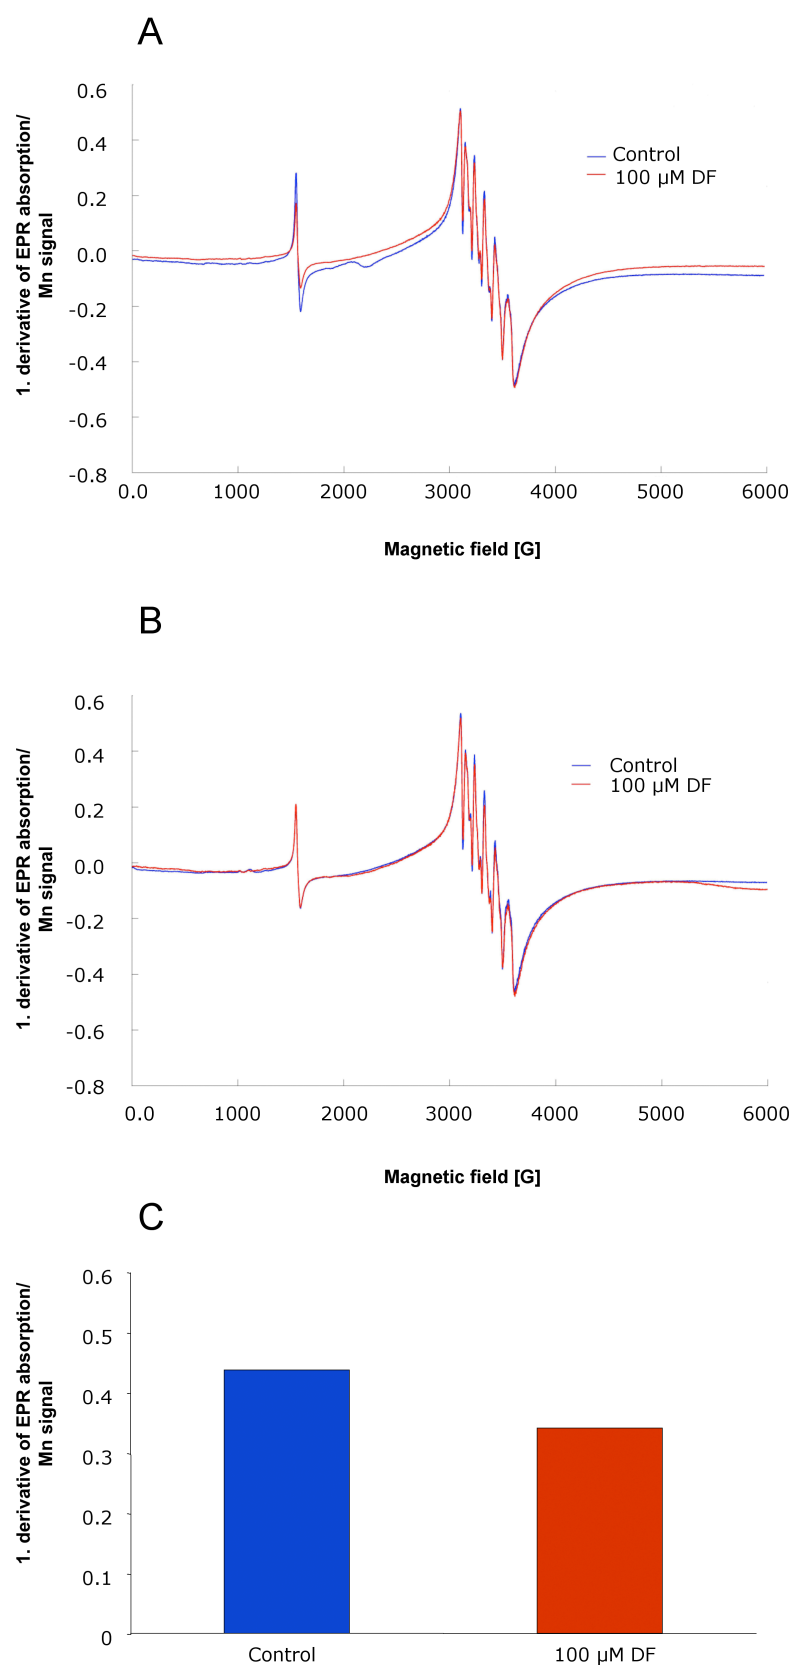 A
1. derivative of EPR absorption/
Mn signal
0.6
0.4
0.2
0.0
-0.2
-0.4
-0.6
-0.8
Control
100 µM DF
0.0 1000 2000 3000 4000 5000 6000
Magnetic field [G]
B
1. derivative of EPR absorption/
Mn signal
0.6
0.4
0.2
0.0
-0.2
-0.4
-0.6
-0.8
Control
100 µM DF
0.0 1000 2000 3000 4000 5000 6000
Magnetic field [G]
C
1. derivative of EPR absorption/
Mn signal
0.6
0.5
0.4
0.3
0.2
0.1
0
Control 100 µM DF